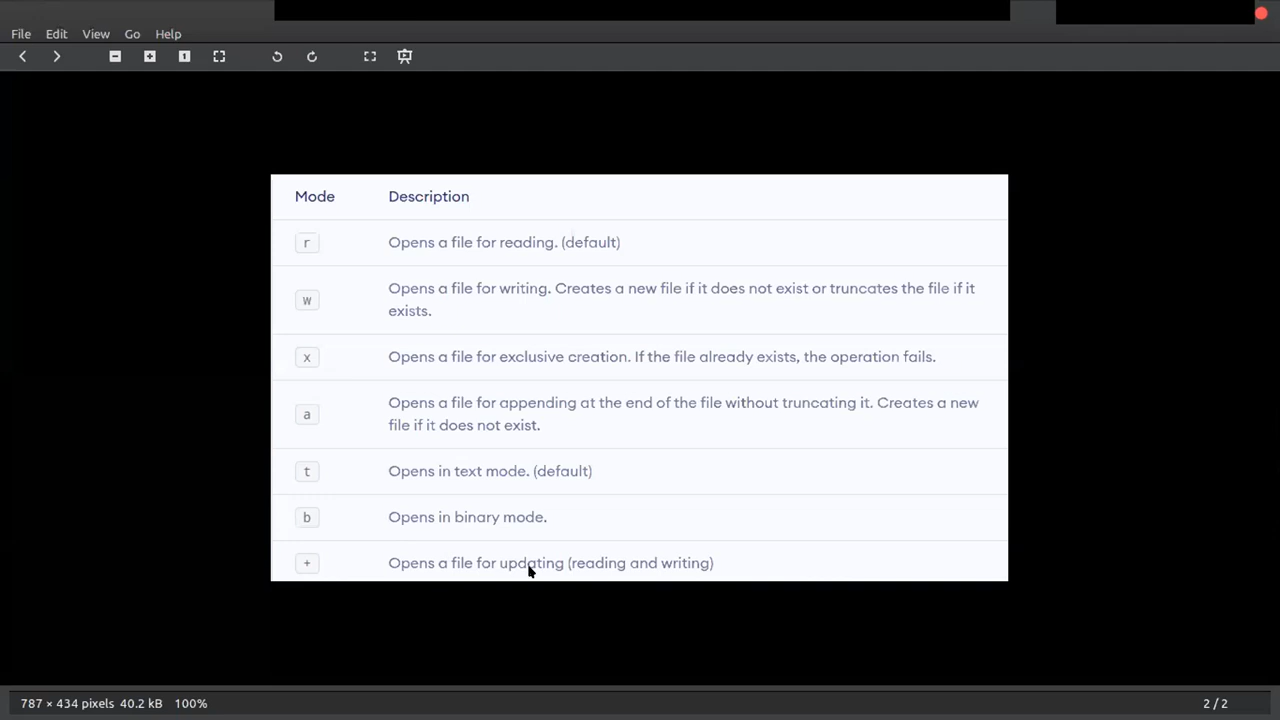 File Edit View Go Help
Mode Description
r Opens a file for reading. (default)
w Opens a file for writing. Creates a new file if it does not exist or truncates the file if it
exists.
x Opens a file for exclusive creation. If the file already exists, the operation fails.
a Opens a file for appending at the end of the file without truncating it. Creates a new
file if it does not exist.
t Opens in text mode. (default)
b Opens in binary mode.
+ Opens a file for updating (reading and writing)
787 × 434 pixels 40.2 kB 100% 2 / 2